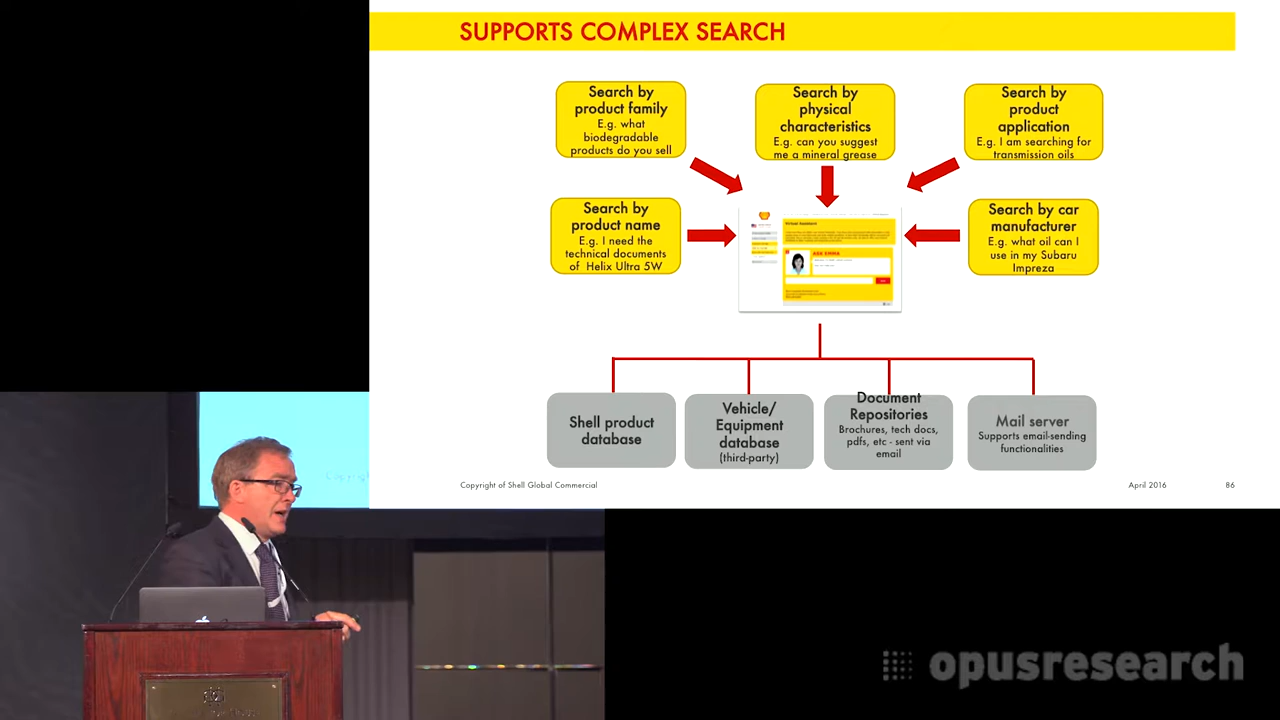 SUPPORTS COMPLEX SEARCH
Search by
product family
E.g. what
biodegradable
products do you sell
Search by
physical
characteristics
E.g. can you suggest
me a mineral grease
Search by
product
application
E.g. I am searching for
transmission oils
Search by
product name
E.g. I need the
technical documents
of Helix Ultra 5W
ASK EMMA
Search by car
manufacturer
E.g. what oil can I
use in my Subaru
Impreza
Shell product
database
Vehicle/
Equipment
database
(third-party)
Document
Repositories
Brochures, tech docs,
pdfs, etc - sent via
email
Mail server
Supports email-sending
functionalities
Copyright of Shell Global Commercial
April 2016
86
opusresearch